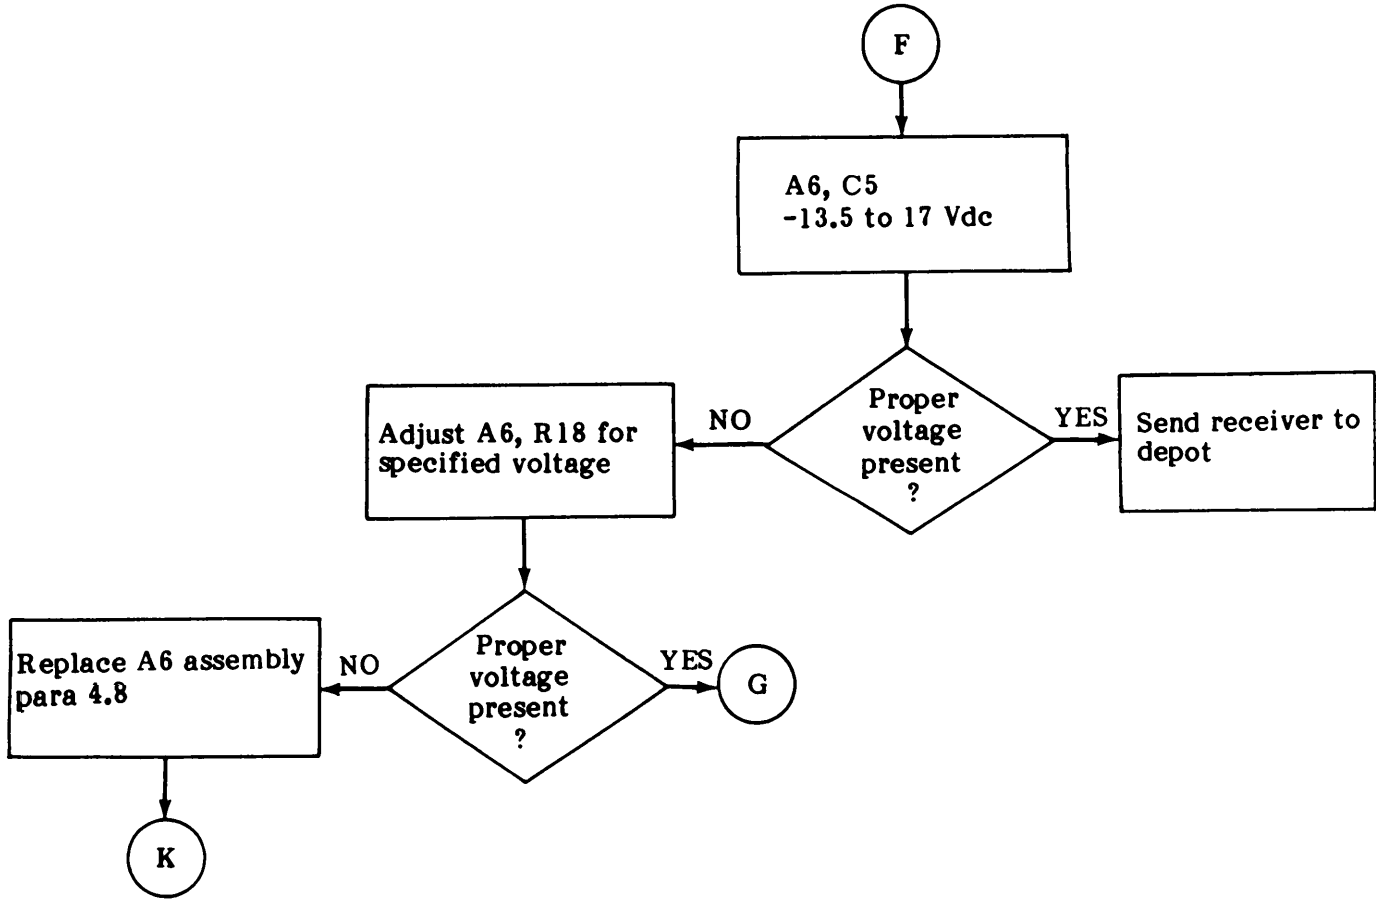 F
A6, C5
-13.5 to 17 Vdc
Proper
voltage
present
?
NO
YES
Send receiver to
depot
Adjust A6, R18 for
specified voltage
Proper
voltage
present
?
NO
YES
G
Replace A6 assembly
para 4.8
K